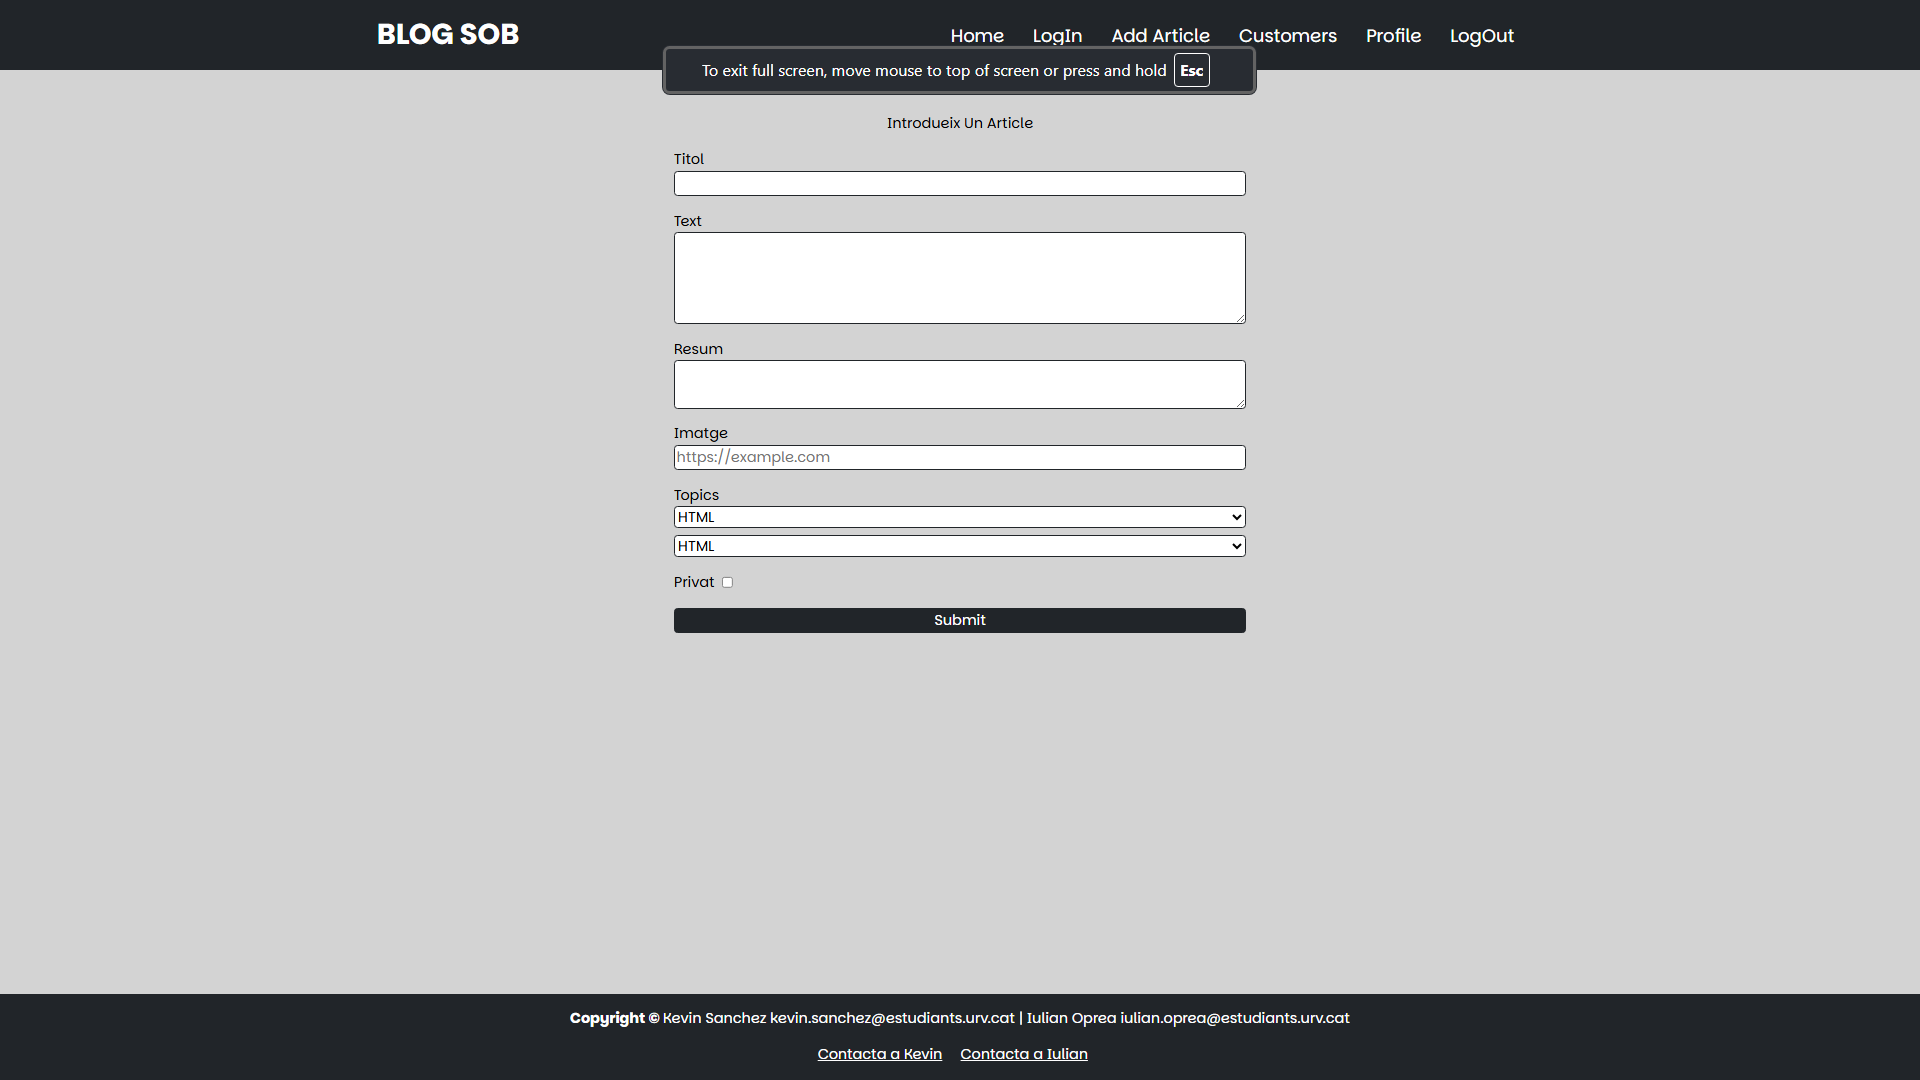 BLOG SOB
Home LogIn Add Article Customers Profile LogOut
To exit full screen, move mouse to top of screen or press and hold Esc
Introdueix Un Article
Titol
Text
Resum
Imatge
https://example.com
Topics
HTML
HTML
Privat
Submit
Copyright © Kevin Sanchez kevin.sanchez@estudiants.urv.cat | Iulian Oprea iulian.oprea@estudiants.urv.cat
Contacta a Kevin Contacta a Iulian